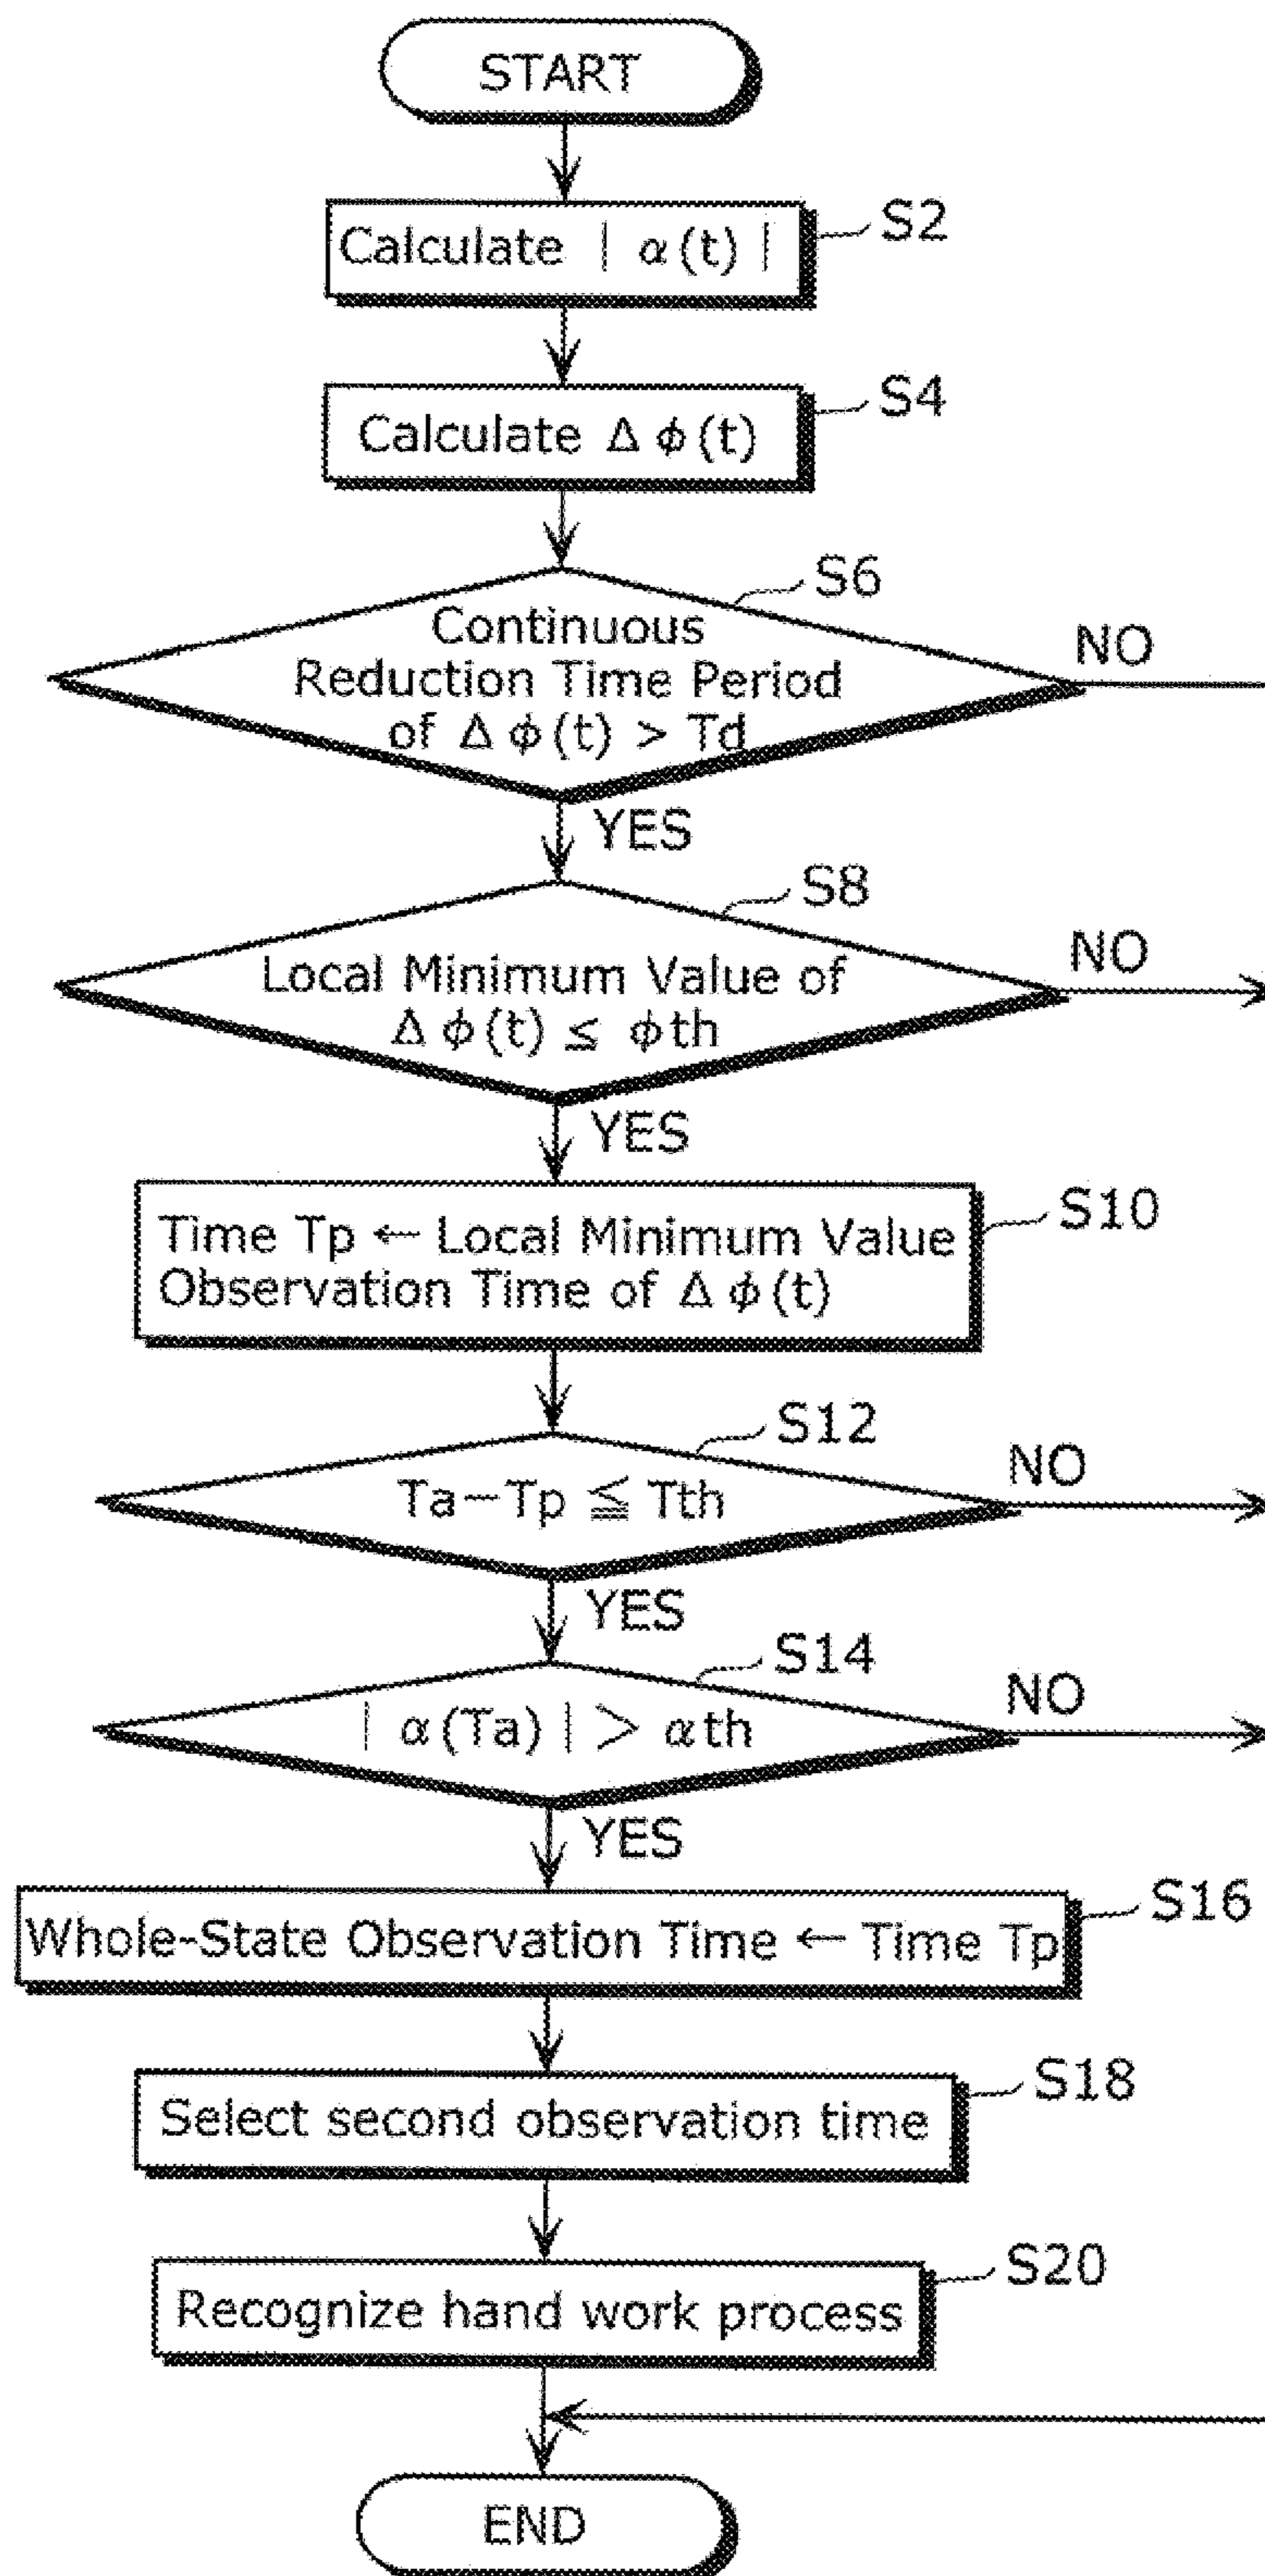 START
Calculate | α(t) |
S2
Calculate Δφ(t)
S4
S6
Continuous
Reduction Time Period
of Δφ(t) > Td
NO
YES
S8
Local Minimum Value of
Δφ(t) ≤ φth
NO
YES
Time Tp ← Local Minimum Value
Observation Time of Δφ(t)
S10
S12
Ta−Tp ≦ Tth
NO
YES
S14
| α(Ta) | > αth
NO
YES
Whole-State Observation Time ← Time Tp
S16
Select second observation time
S18
Recognize hand work process
S20
END